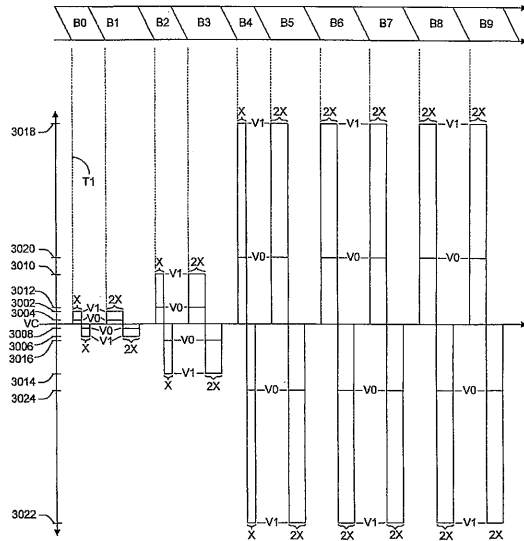 B0 B1 B2 B3 B4 B5 B6 B7 B8 B9
3018
X V1 2X 2X V1 2X 2X V1 2X
T1
3020
V0 V0 V0
3010
X V1 2X
3012
V0
3002
X V1 2X
3004
V0
VC
3008
V0
3006
X V1 2X
3016
V0
3014
X V1 2X
3024
V0 V0 V0
3022
X V1 2X 2X V1 2X 2X V1 2X